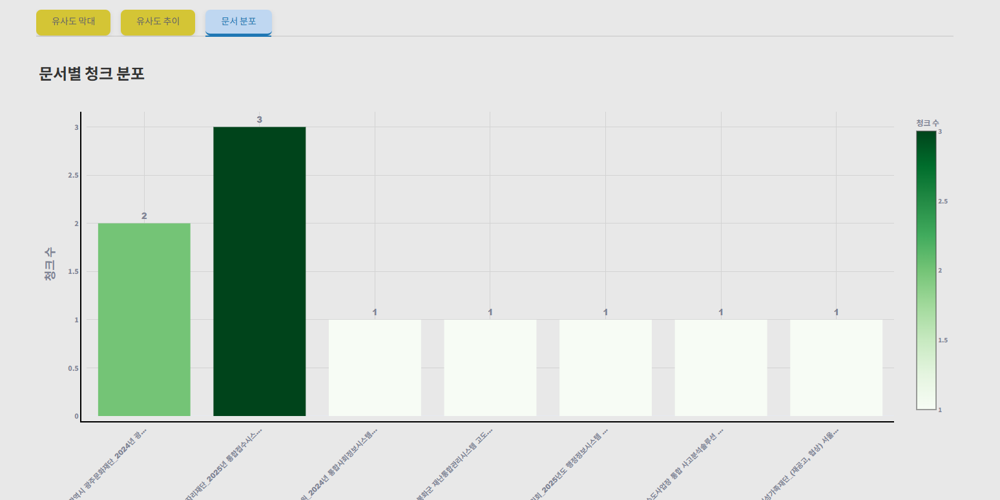 유사도 막대
유사도 추이
문서 분포
문서별 청크 분포
청크 수
3
2.5
2
1.5
1
0.5
0
2
3
1
1
1
1
1
광주문화재단_2024년 광...
_2025년 통합접수시스...
_2024년 통합사회정보시스템...
봉화군 재난통합관리시스템 고도...
_2025년도 행정정보시스템 ...
통합 사고분석솔루션 ...
_(재공고, 협상) 서울...
청크 수
3
2.5
2
1.5
1